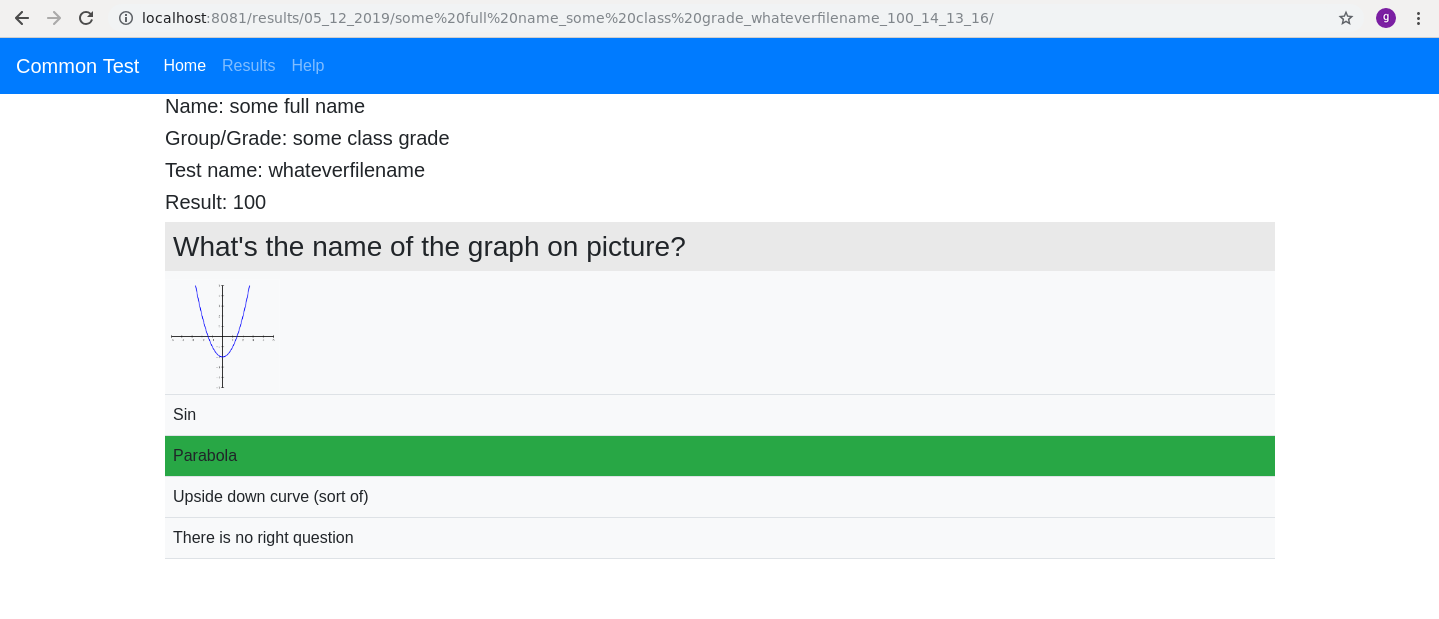 localhost:8081/results/05_12_2019/some%20full%20name_some%20class%20grade_whateverfilename_100_14_13_16/
g
Common Test Home Results Help
Name: some full name
Group/Grade: some class grade
Test name: whateverfilename
Result: 100
What's the name of the graph on picture?
Sin
Parabola
Upside down curve (sort of)
There is no right question